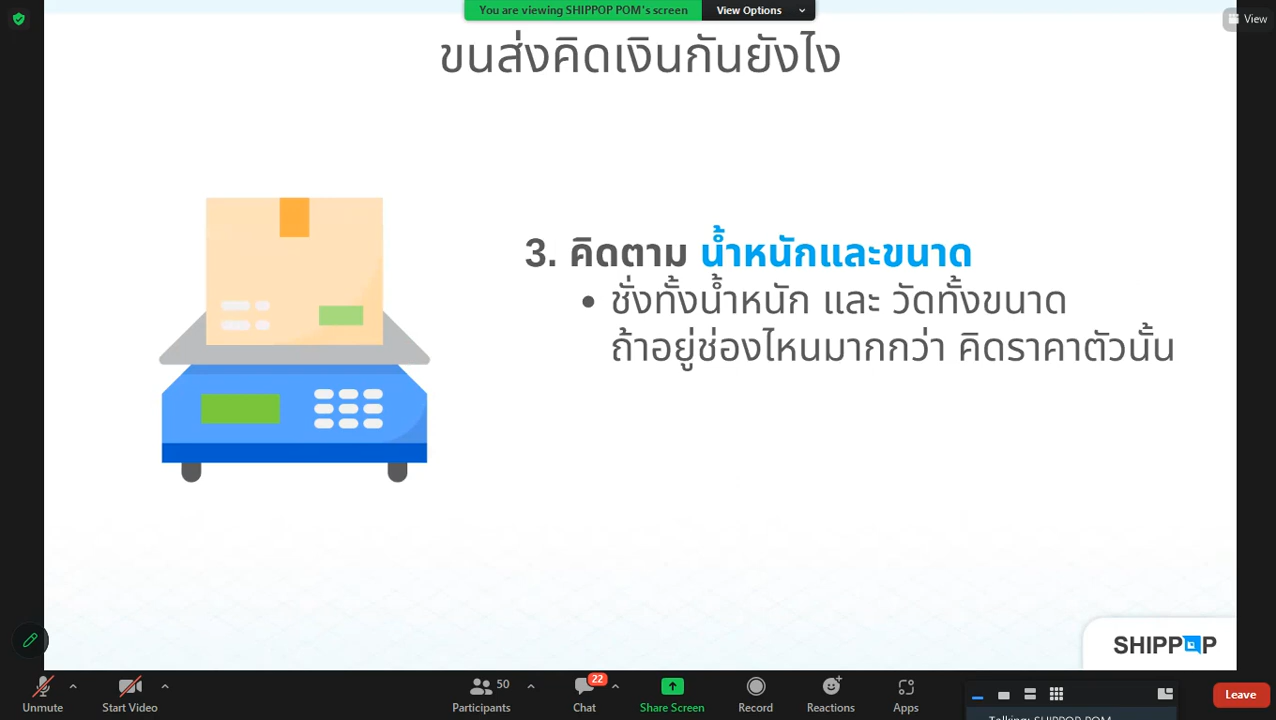 You are viewing SHIPPOP POM's screen
View Options
View
ขนส่งคิดเงินกันยังไง
3. คิดตาม น้ำหนักและขนาด
• ชั่งทั้งน้ำหนัก และ วัดทั้งขนาด
ถ้าอยู่ช่องไหนมากกว่า คิดราคาตัวนั้น
SHIPPOP
Unmute
Start Video
50
Participants
22
Chat
Share Screen
Record
Reactions
Apps
Talking: SHIPPOP POM
Leave